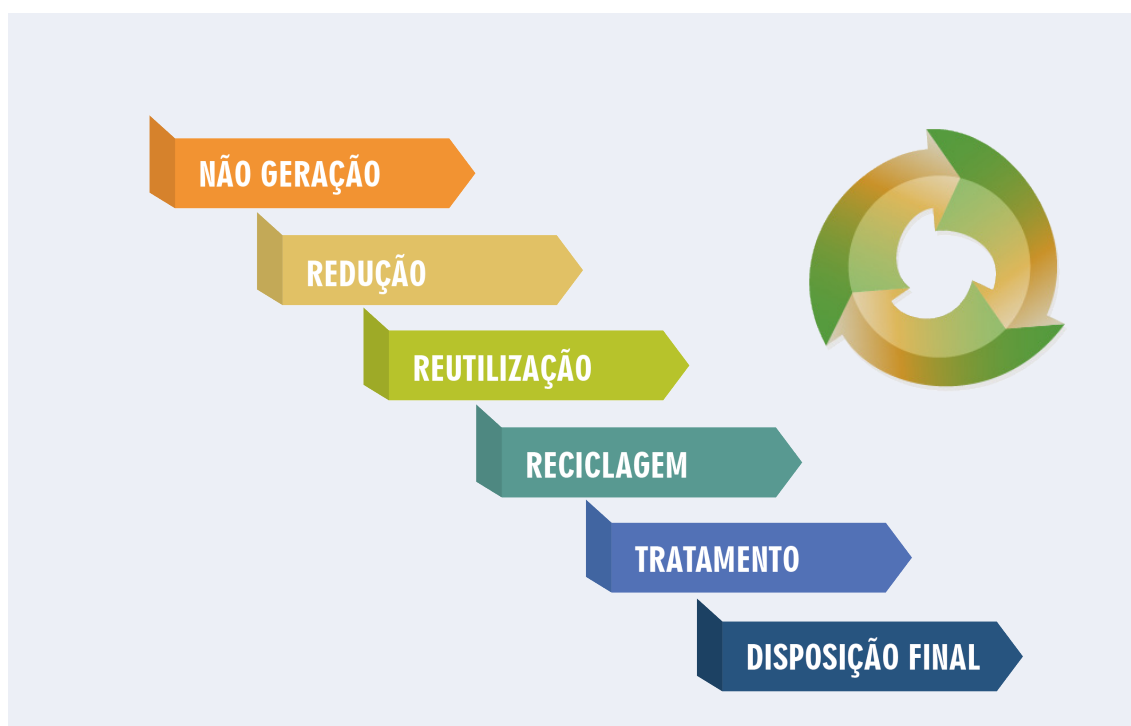 NÃO GERAÇÃO
REDUÇÃO
REUTILIZAÇÃO
RECICLAGEM
TRATAMENTO
DISPOSIÇÃO FINAL